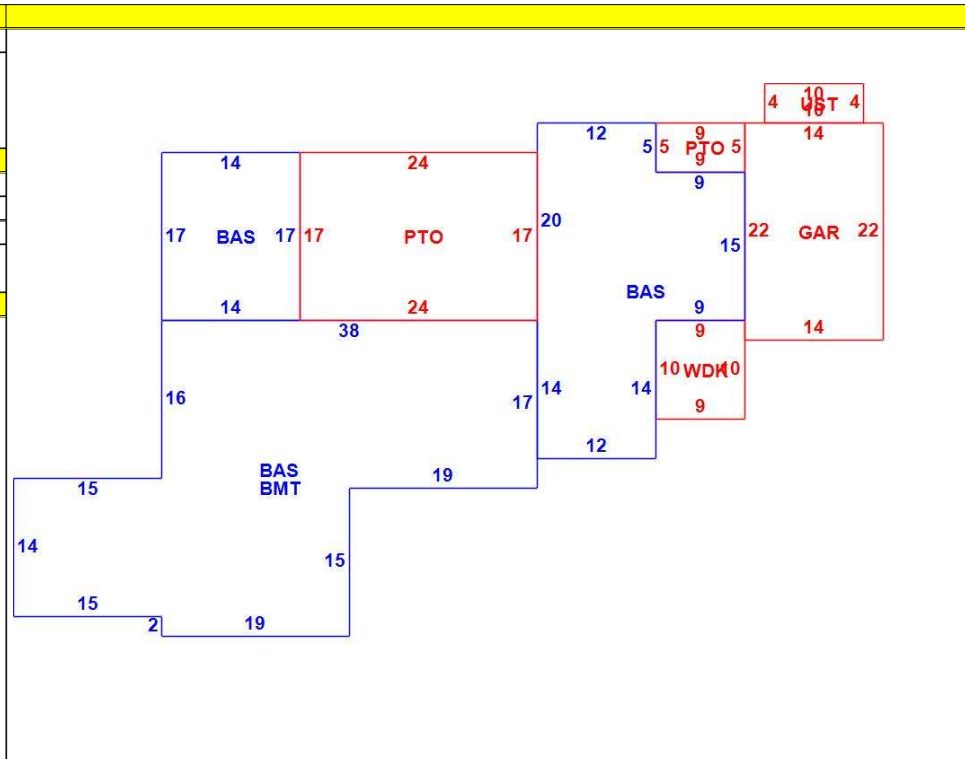 10
4 UST 4
10
12 9 14
5 5 PTO 5
9
14 24 9
20
17 BAS 17 17 PTO 17 15 22 GAR 22
BAS
14 24 9
38 9 14
16 17 14 14 10 WDK 10
9
12
BAS
19
BMT
15
14 15
15
2 19